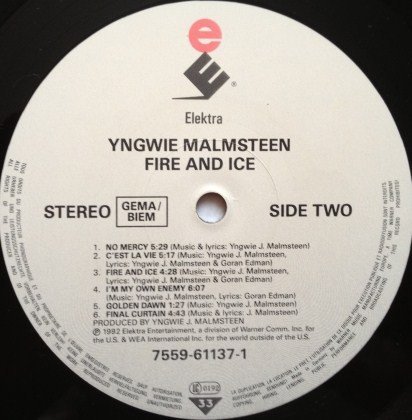 e
Elektra
YNGWIE MALMSTEEN
FIRE AND ICE
STEREO
GEMA/
BIEM
SIDE TWO
1. NO MERCY 5:29 (Music & lyrics: Yngwie J. Malmsteen)
2. C'EST LA VIE 5:17 (Music: Yngwie J. Malmsteen,
Lyrics: Yngwie J. Malmsteen & Goran Edman)
3. FIRE AND ICE 4:28 (Music: Yngwie J. Malmsteen,
Lyrics: Yngwie J. Malmsteen & Goran Edman)
4. I'M MY OWN ENEMY 6:07
(Music: Yngwie J. Malmsteen, Lyrics: Goran Edman)
5. GOLDEN DAWN 1:27 (Music: Yngwie J. Malmsteen)
6. FINAL CURTAIN 4:43 (Music & lyrics: Yngwie J. Malmsteen)
PRODUCED BY YNGWIE J. MALMSTEEN
℗ 1992 Elektra Entertainment, a division of Warner Comm. Inc. for
the U.S. & WEA International Inc. for the world outside of the U.S.
7559-61137-1
LC 0192
33